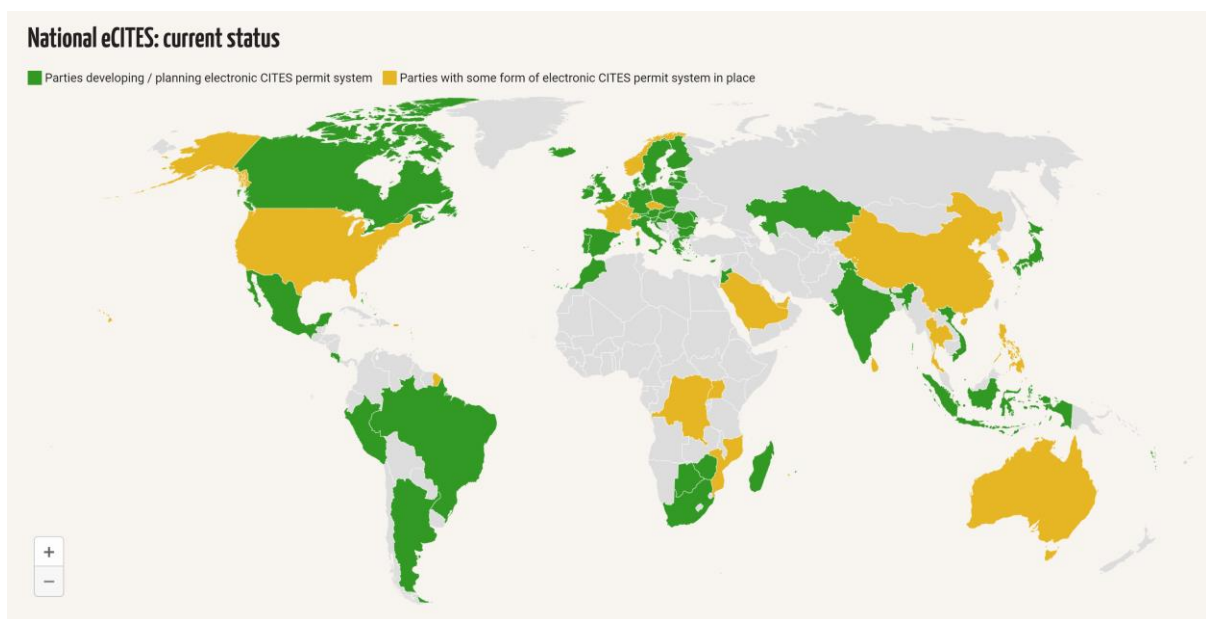 National eCITES: current status
Parties developing / planning electronic CITES permit system Parties with some form of electronic CITES permit system in place
+
−